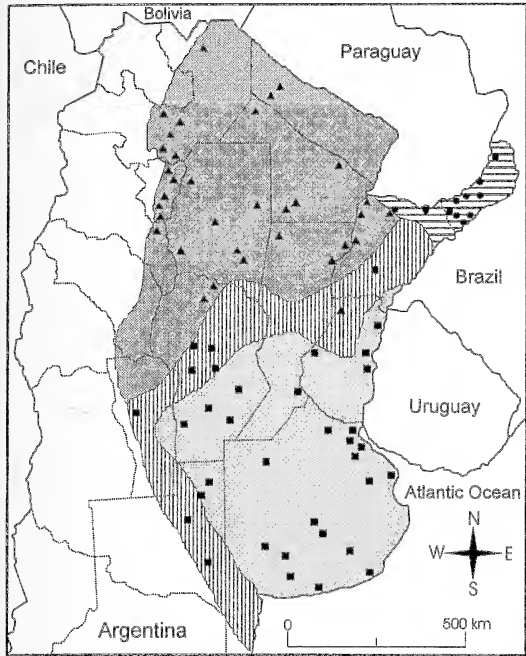 Bolivia
Chile
Paraguay
Brazil
Uruguay
Atlantic Ocean
N
W E
S
Argentina
0 500 km